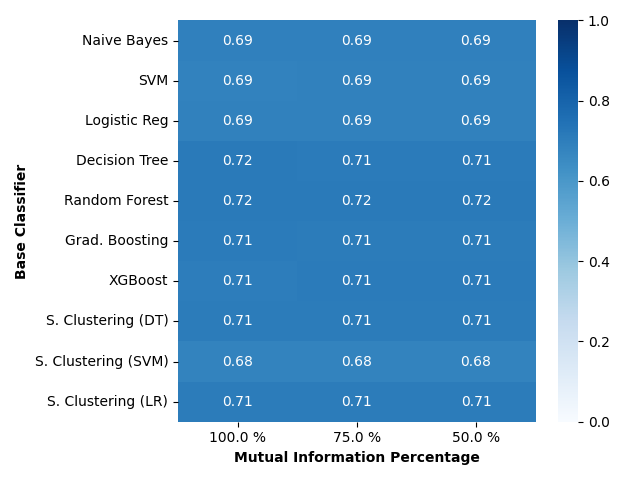 Base Classifier
Naive Bayes 0.69 0.69 0.69
SVM 0.69 0.69 0.69
Logistic Reg 0.69 0.69 0.69
Decision Tree 0.72 0.71 0.71
Random Forest 0.72 0.72 0.72
Grad. Boosting 0.71 0.71 0.71
XGBoost 0.71 0.71 0.71
S. Clustering (DT) 0.71 0.71 0.71
S. Clustering (SVM) 0.68 0.68 0.68
S. Clustering (LR) 0.71 0.71 0.71
100.0 % 75.0 % 50.0 %
Mutual Information Percentage
1.0
0.8
0.6
0.4
0.2
0.0